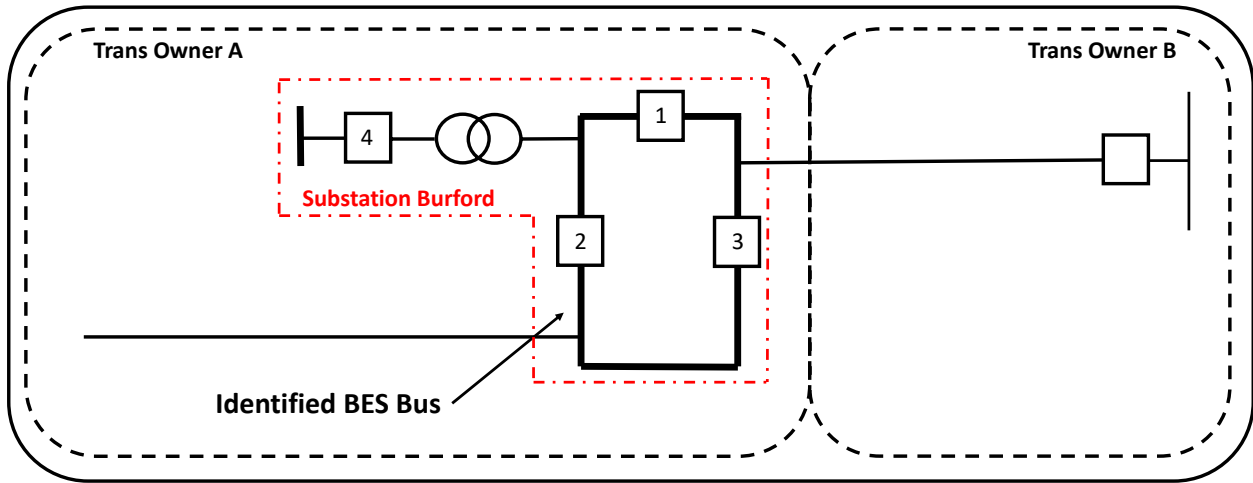 Trans Owner A
Trans Owner B
1
4
Substation Burford
2
3
Identified BES Bus